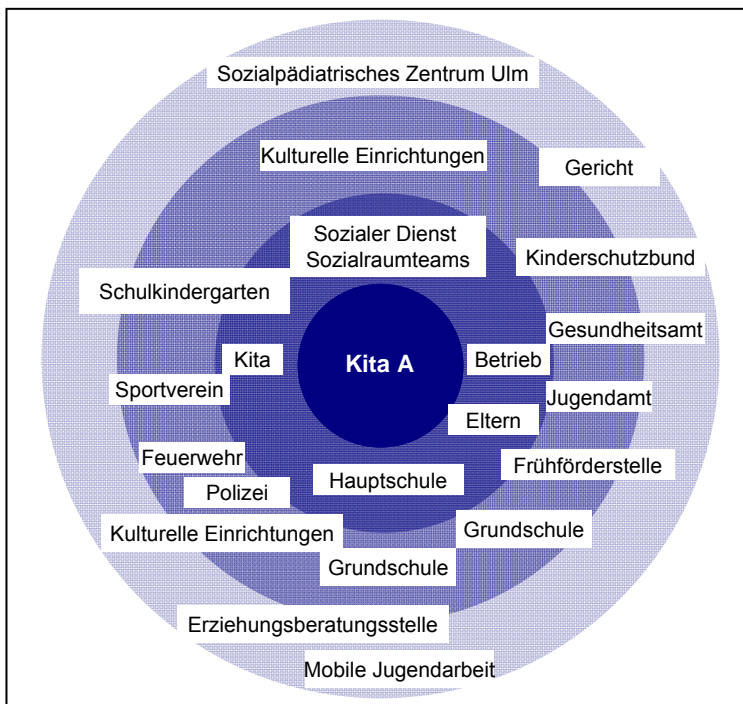 Sozialpädiatrisches Zentrum Ulm
Kulturelle Einrichtungen
Gericht
Sozialer Dienst
Sozialraumteams
Kinderschutzbund
Schulkindergarten
Gesundheitsamt
Kita
Kita A
Betrieb
Sportverein
Jugendamt
Eltern
Feuerwehr
Frühförderstelle
Hauptschule
Polizei
Kulturelle Einrichtungen
Grundschule
Grundschule
Erziehungsberatungsstelle
Mobile Jugendarbeit